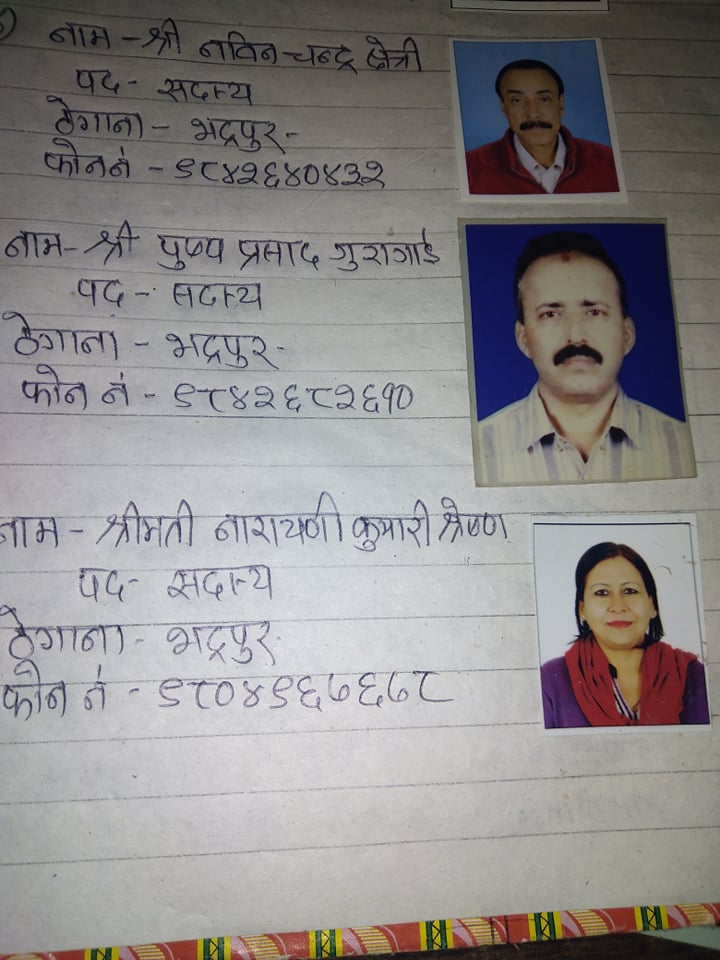 नाम - श्री नविन चन्द्र क्षेत्री
पद - सदस्य
ठेगाना - भद्रपुर -
फोन नं - ९८४२६४०४३२
नाम - श्री पुण्य प्रसाद गुरागाई
पद - सदस्य
ठेगाना - भद्रपुर -
फोन नं - ९८४२६८२६१०
नाम - श्रीमती नारायणी कुमारी श्रेष्ण
पद - सदस्य
ठेगाना - भद्रपुर
फोन नं - ९८०४९६७६७८